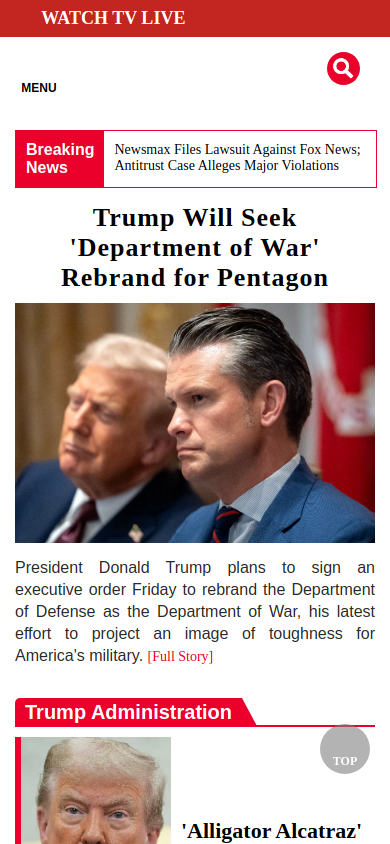 WATCH TV LIVE
MENU
Breaking News
Newsmax Files Lawsuit Against Fox News;
Antitrust Case Alleges Major Violations
Trump Will Seek
'Department of War'
Rebrand for Pentagon
President Donald Trump plans to sign an
executive order Friday to rebrand the Department
of Defense as the Department of War, his latest
effort to project an image of toughness for
America's military. [Full Story]
Trump Administration
TOP
'Alligator Alcatraz'